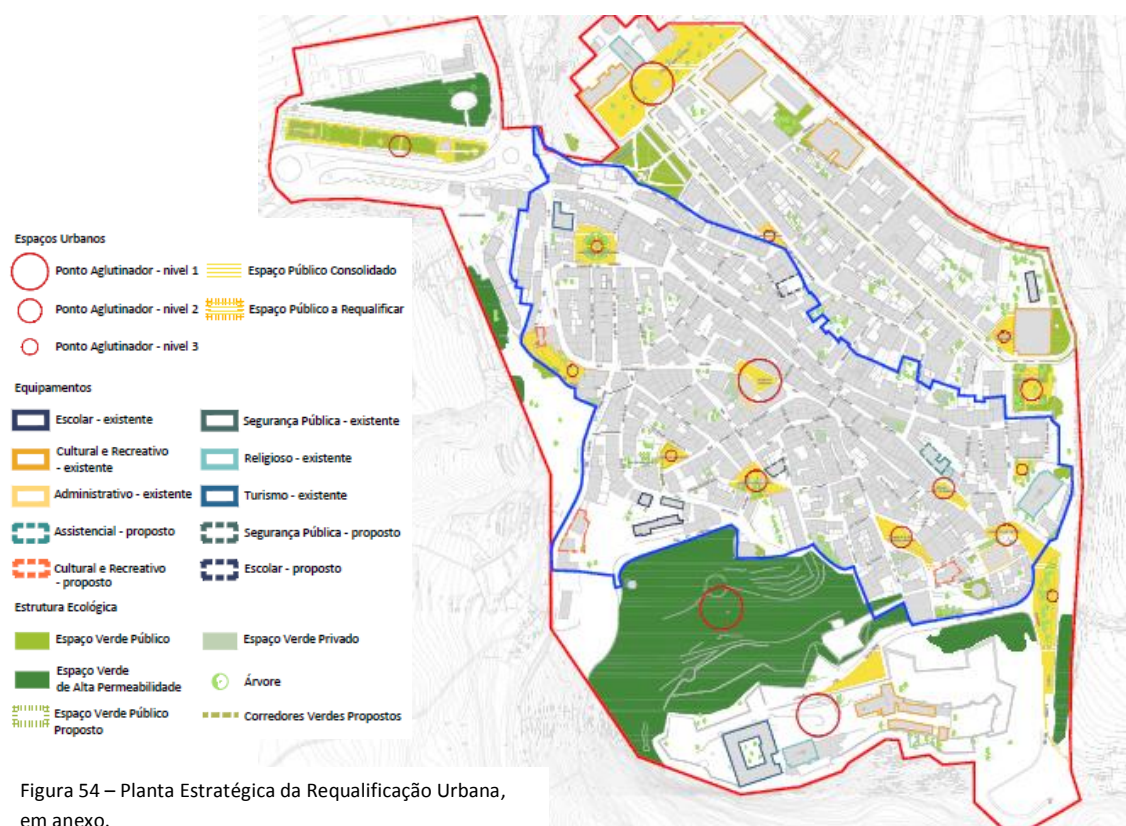 Espaços Urbanos
Ponto Aglutinador - nivel 1
Espaço Público Consolidado
Ponto Aglutinador - nivel 2
Espaço Público a Requalificar
Ponto Aglutinador - nivel 3
Equipamentos
Escolar - existente
Segurança Pública - existente
Cultural e Recreativo
- existente
Religioso - existente
Administrativo - existente
Turismo - existente
Assistencial - proposto
Segurança Pública - proposto
Cultural e Recreativo
- proposto
Escolar - proposto
Estrutura Ecológica
Espaço Verde Público
Espaço Verde Privado
Espaço Verde
de Alta Permeabilidade
Árvore
Espaço Verde Público
Proposto
Corredores Verdes Propostos
Figura 54 – Planta Estratégica da Requalificação Urbana,
em anexo.